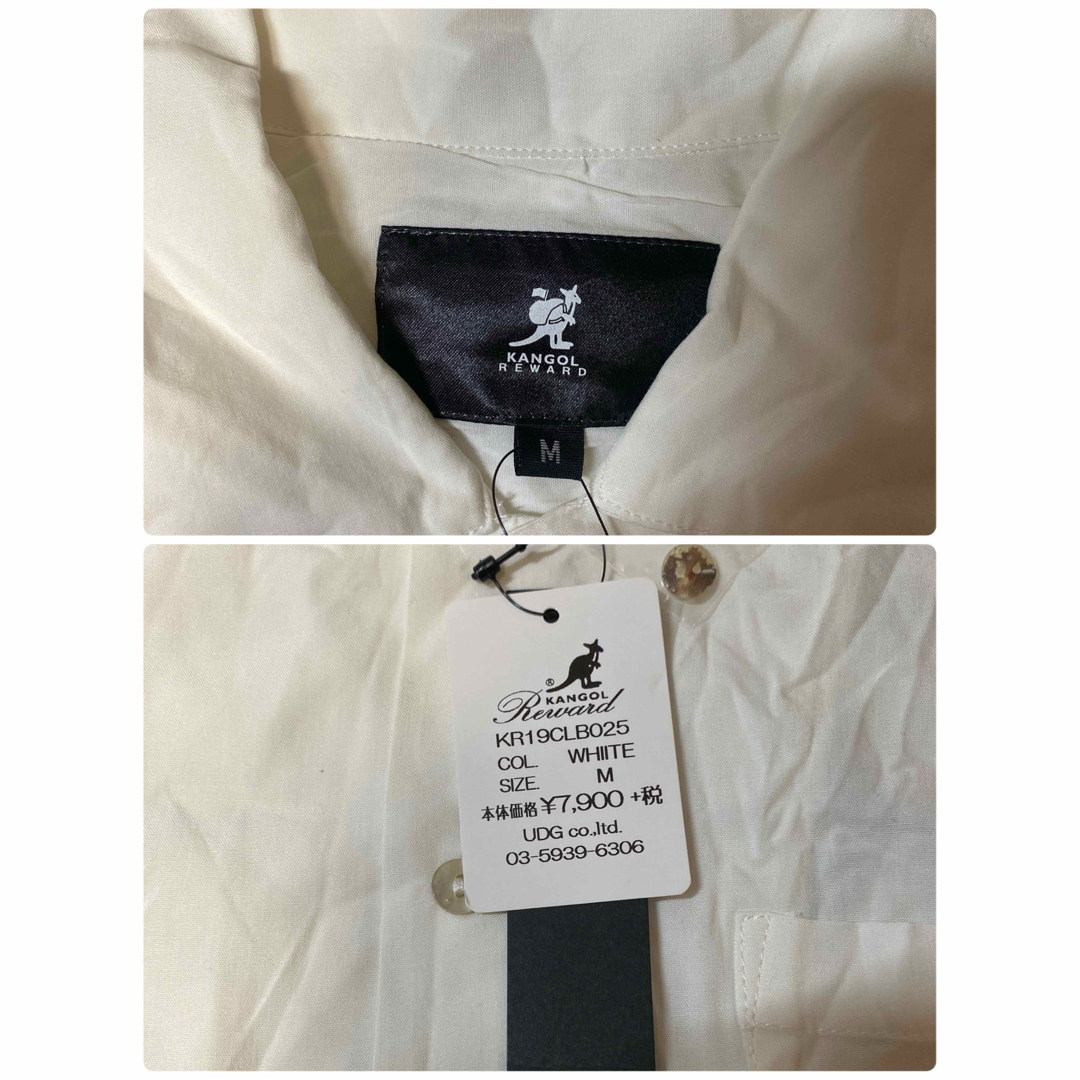 KANGOL
REWARD
M
®
KANGOL
Reward
KR19CLB025
COL. WHIITE
SIZE. M
本体価格¥7,900 +税
UDG co.,ltd.
03-5939-6306